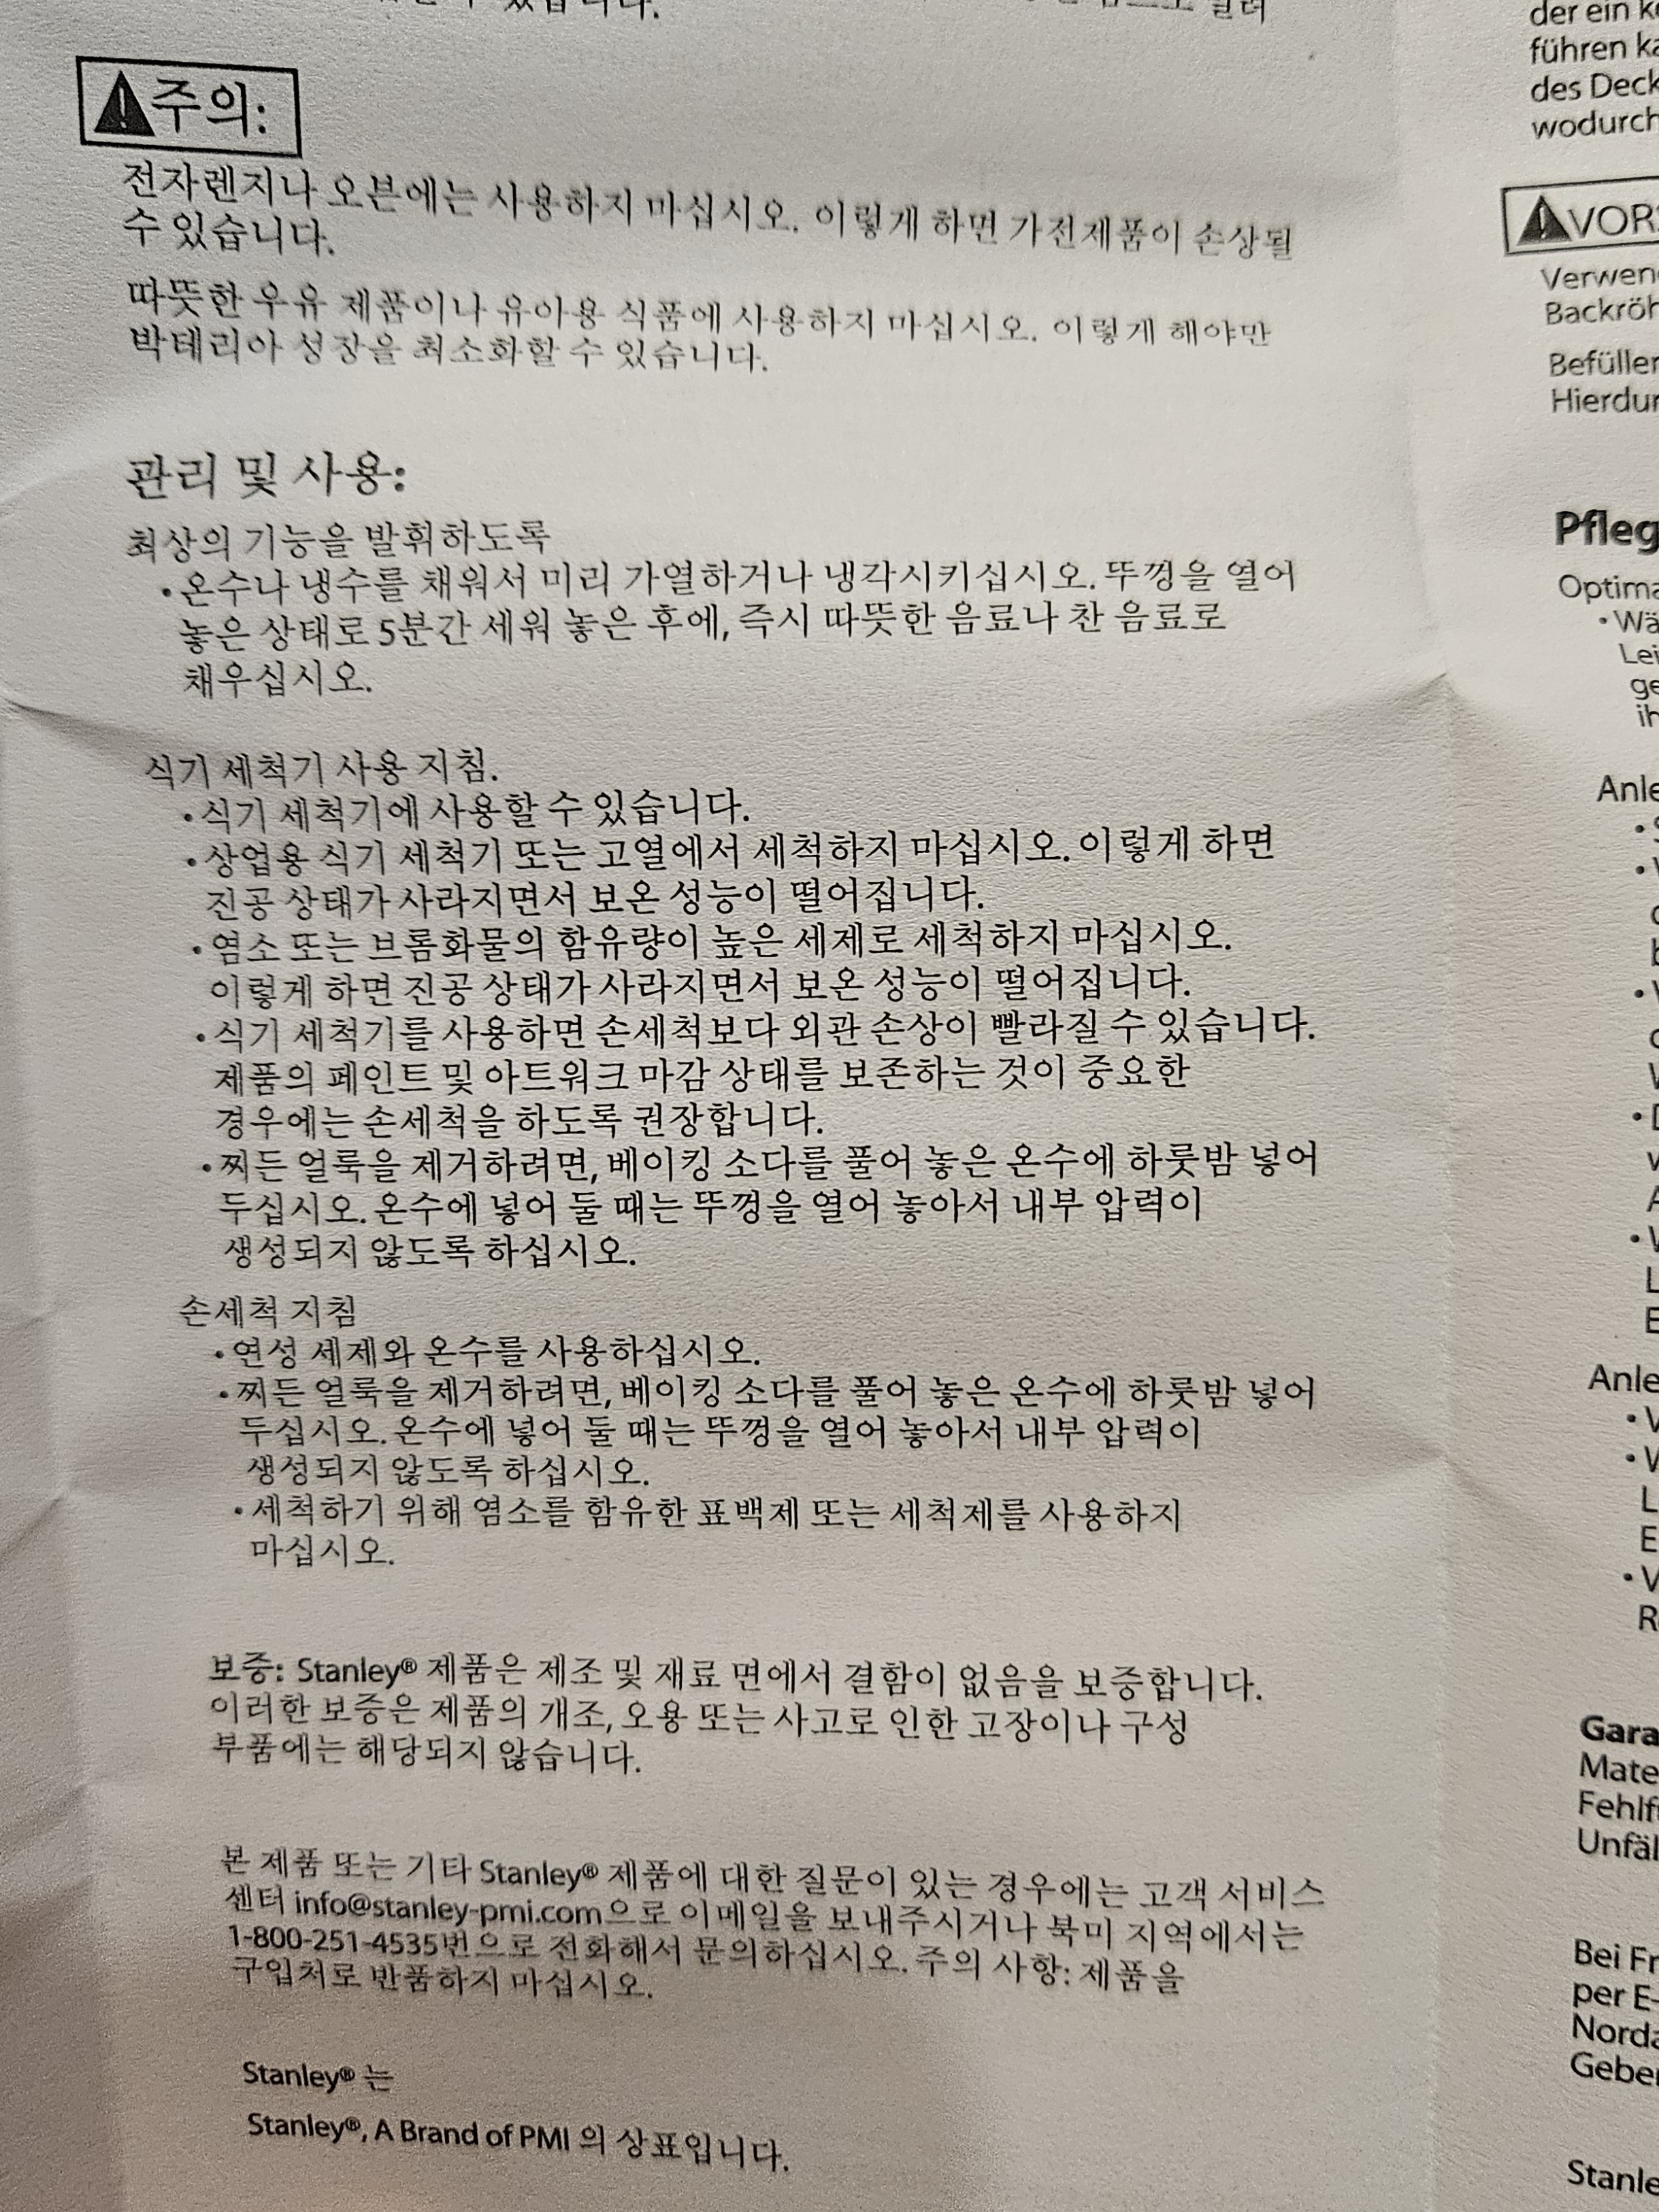 주의:
전자렌지나 오븐에는 사용하지 마십시오. 이렇게 하면 가전제품이 손상될
수 있습니다.
따뜻한 우유 제품이나 유아용 식품에 사용하지 마십시오. 이렇게 해야만
박테리아 성장을 최소화할 수 있습니다.
관리 및 사용:
최상의 기능을 발휘하도록
• 온수나 냉수를 채워서 미리 가열하거나 냉각시키십시오. 뚜껑을 열어
놓은 상태로 5분간 세워 놓은 후에, 즉시 따뜻한 음료나 찬 음료로
채우십시오.
식기 세척기 사용 지침.
• 식기 세척기에 사용할 수 있습니다.
• 상업용 식기 세척기 또는 고열에서 세척하지 마십시오. 이렇게 하면
진공 상태가 사라지면서 보온 성능이 떨어집니다.
• 염소 또는 브롬화물의 함유량이 높은 세제로 세척하지 마십시오.
이렇게 하면 진공 상태가 사라지면서 보온 성능이 떨어집니다.
• 식기 세척기를 사용하면 손세척보다 외관 손상이 빨라질 수 있습니다.
제품의 페인트 및 아트워크 마감 상태를 보존하는 것이 중요한
경우에는 손세척을 하도록 권장합니다.
• 찌든 얼룩을 제거하려면, 베이킹 소다를 풀어 놓은 온수에 하룻밤 넣어
두십시오. 온수에 넣어 둘 때는 뚜껑을 열어 놓아서 내부 압력이
생성되지 않도록 하십시오.
손세척 지침
• 연성 세제와 온수를 사용하십시오.
• 찌든 얼룩을 제거하려면, 베이킹 소다를 풀어 놓은 온수에 하룻밤 넣어
두십시오. 온수에 넣어 둘 때는 뚜껑을 열어 놓아서 내부 압력이
생성되지 않도록 하십시오.
• 세척하기 위해 염소를 함유한 표백제 또는 세척제를 사용하지
마십시오.
보증: Stanley® 제품은 제조 및 재료 면에서 결함이 없음을 보증합니다.
이러한 보증은 제품의 개조, 오용 또는 사고로 인한 고장이나 구성
부품에는 해당되지 않습니다.
본 제품 또는 기타 Stanley® 제품에 대한 질문이 있는 경우에는 고객 서비스
센터 info@stanley-pmi.com으로 이메일을 보내주시거나 북미 지역에서는
1-800-251-4535번으로 전화해서 문의하십시오. 주의 사항: 제품을
구입처로 반품하지 마십시오.
Stanley® 는
Stanley®, A Brand of PMI 의 상표입니다.
der ein
führen
des
wodurch